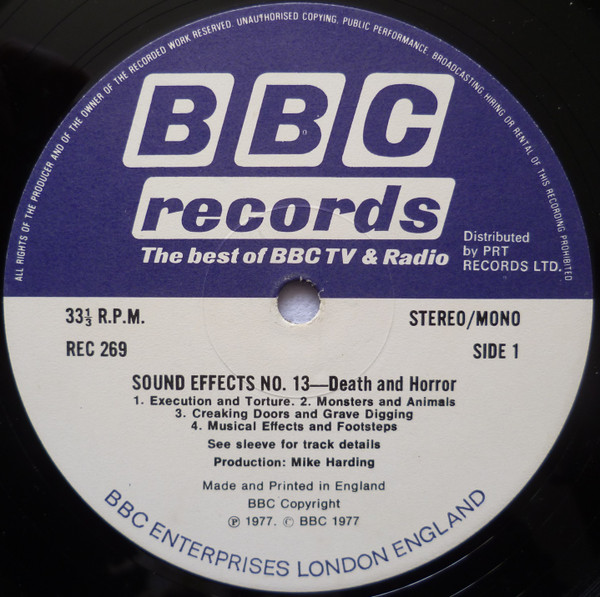 ALL RIGHTS OF THE PRODUCER AND OF THE OWNER OF THE RECORDED WORK RESERVED. UNAUTHORISED COPYING, PUBLIC PERFORMANCE, BROADCASTING HIRING OR RENTAL OF THIS RECORDING PROHIBITED
BBC
records
The best of BBC TV & Radio
Distributed
by PRT
RECORDS LTD.
33⅓ R.P.M.
STEREO/MONO
REC 269
SIDE 1
SOUND EFFECTS NO. 13—Death and Horror
1. Execution and Torture. 2. Monsters and Animals
3. Creaking Doors and Grave Digging
4. Musical Effects and Footsteps
See sleeve for track details
Production: Mike Harding
Made and Printed in England
BBC Copyright
℗ 1977. © BBC 1977
BBC ENTERPRISES LONDON ENGLAND